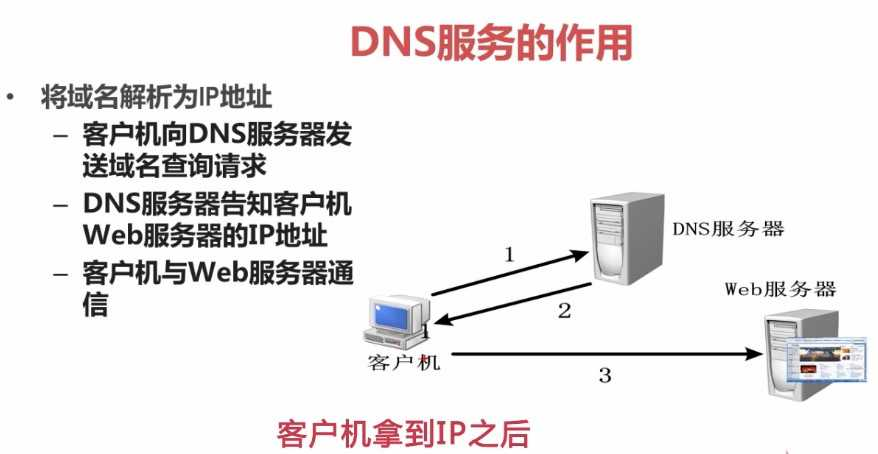 DNS服务的作用
• 将域名解析为IP地址
– 客户机向DNS服务器发
送域名查询请求
– DNS服务器告知客户机
Web服务器的IP地址
– 客户机与Web服务器通
信
DNS服务器
1
Web服务器
2
客户机
3
客户机拿到IP之后